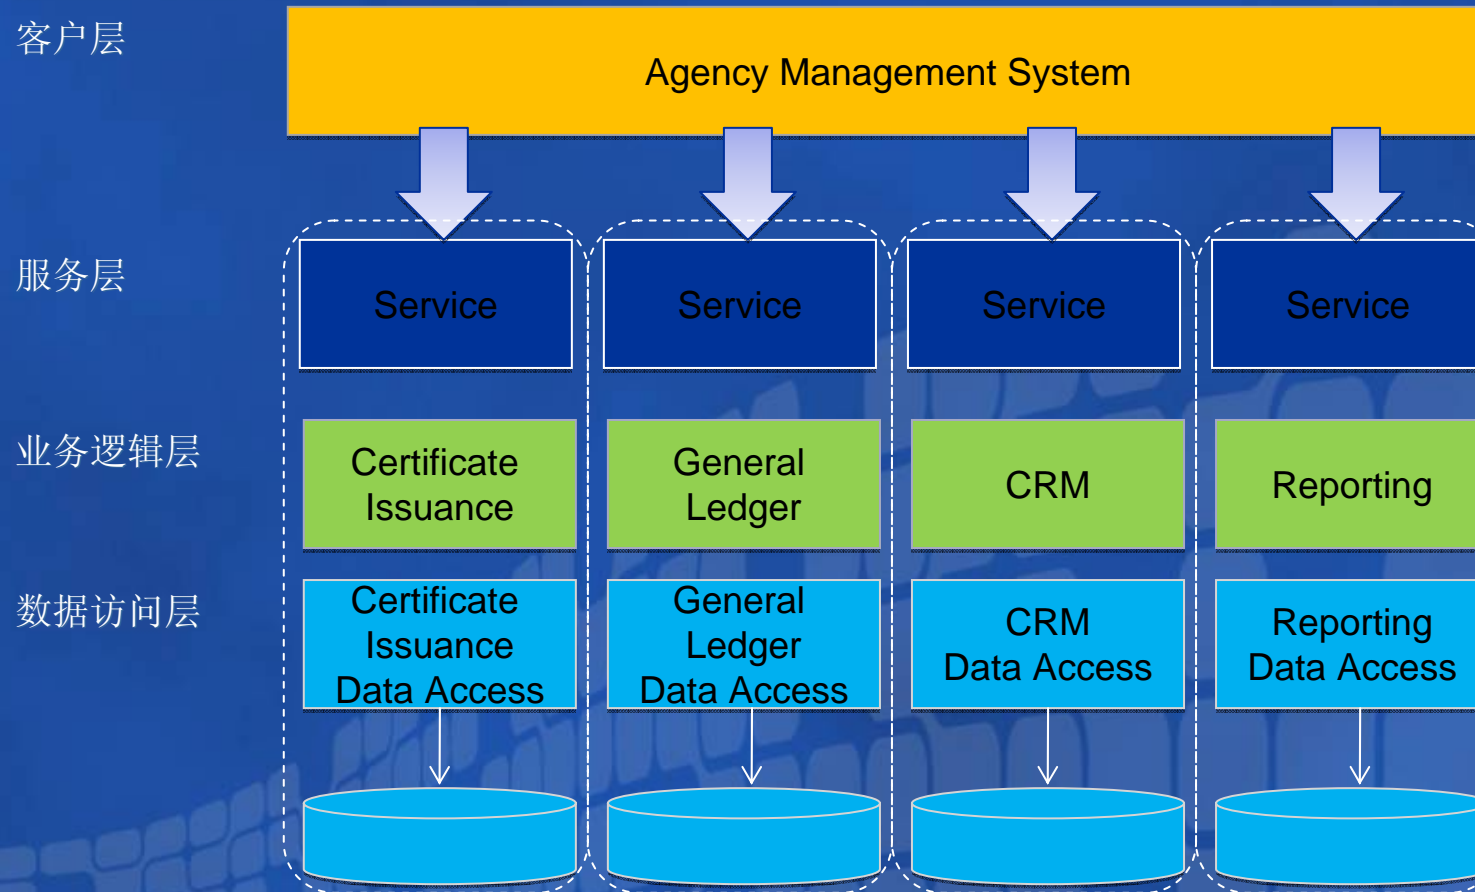 客户层
Agency Management System
服务层
Service
Service
Service
Service
业务逻辑层
Certificate
Issuance
General
Ledger
CRM
Reporting
数据访问层
Certificate
Issuance
Data Access
General
Ledger
Data Access
CRM
Data Access
Reporting
Data Access